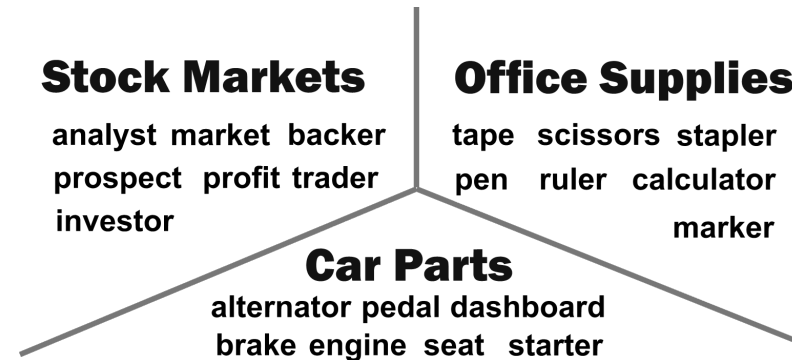 Stock Markets
analyst market backer
prospect profit trader
investor
Office Supplies
tape scissors stapler
pen ruler calculator
marker
Car Parts
alternator pedal dashboard
brake engine seat starter